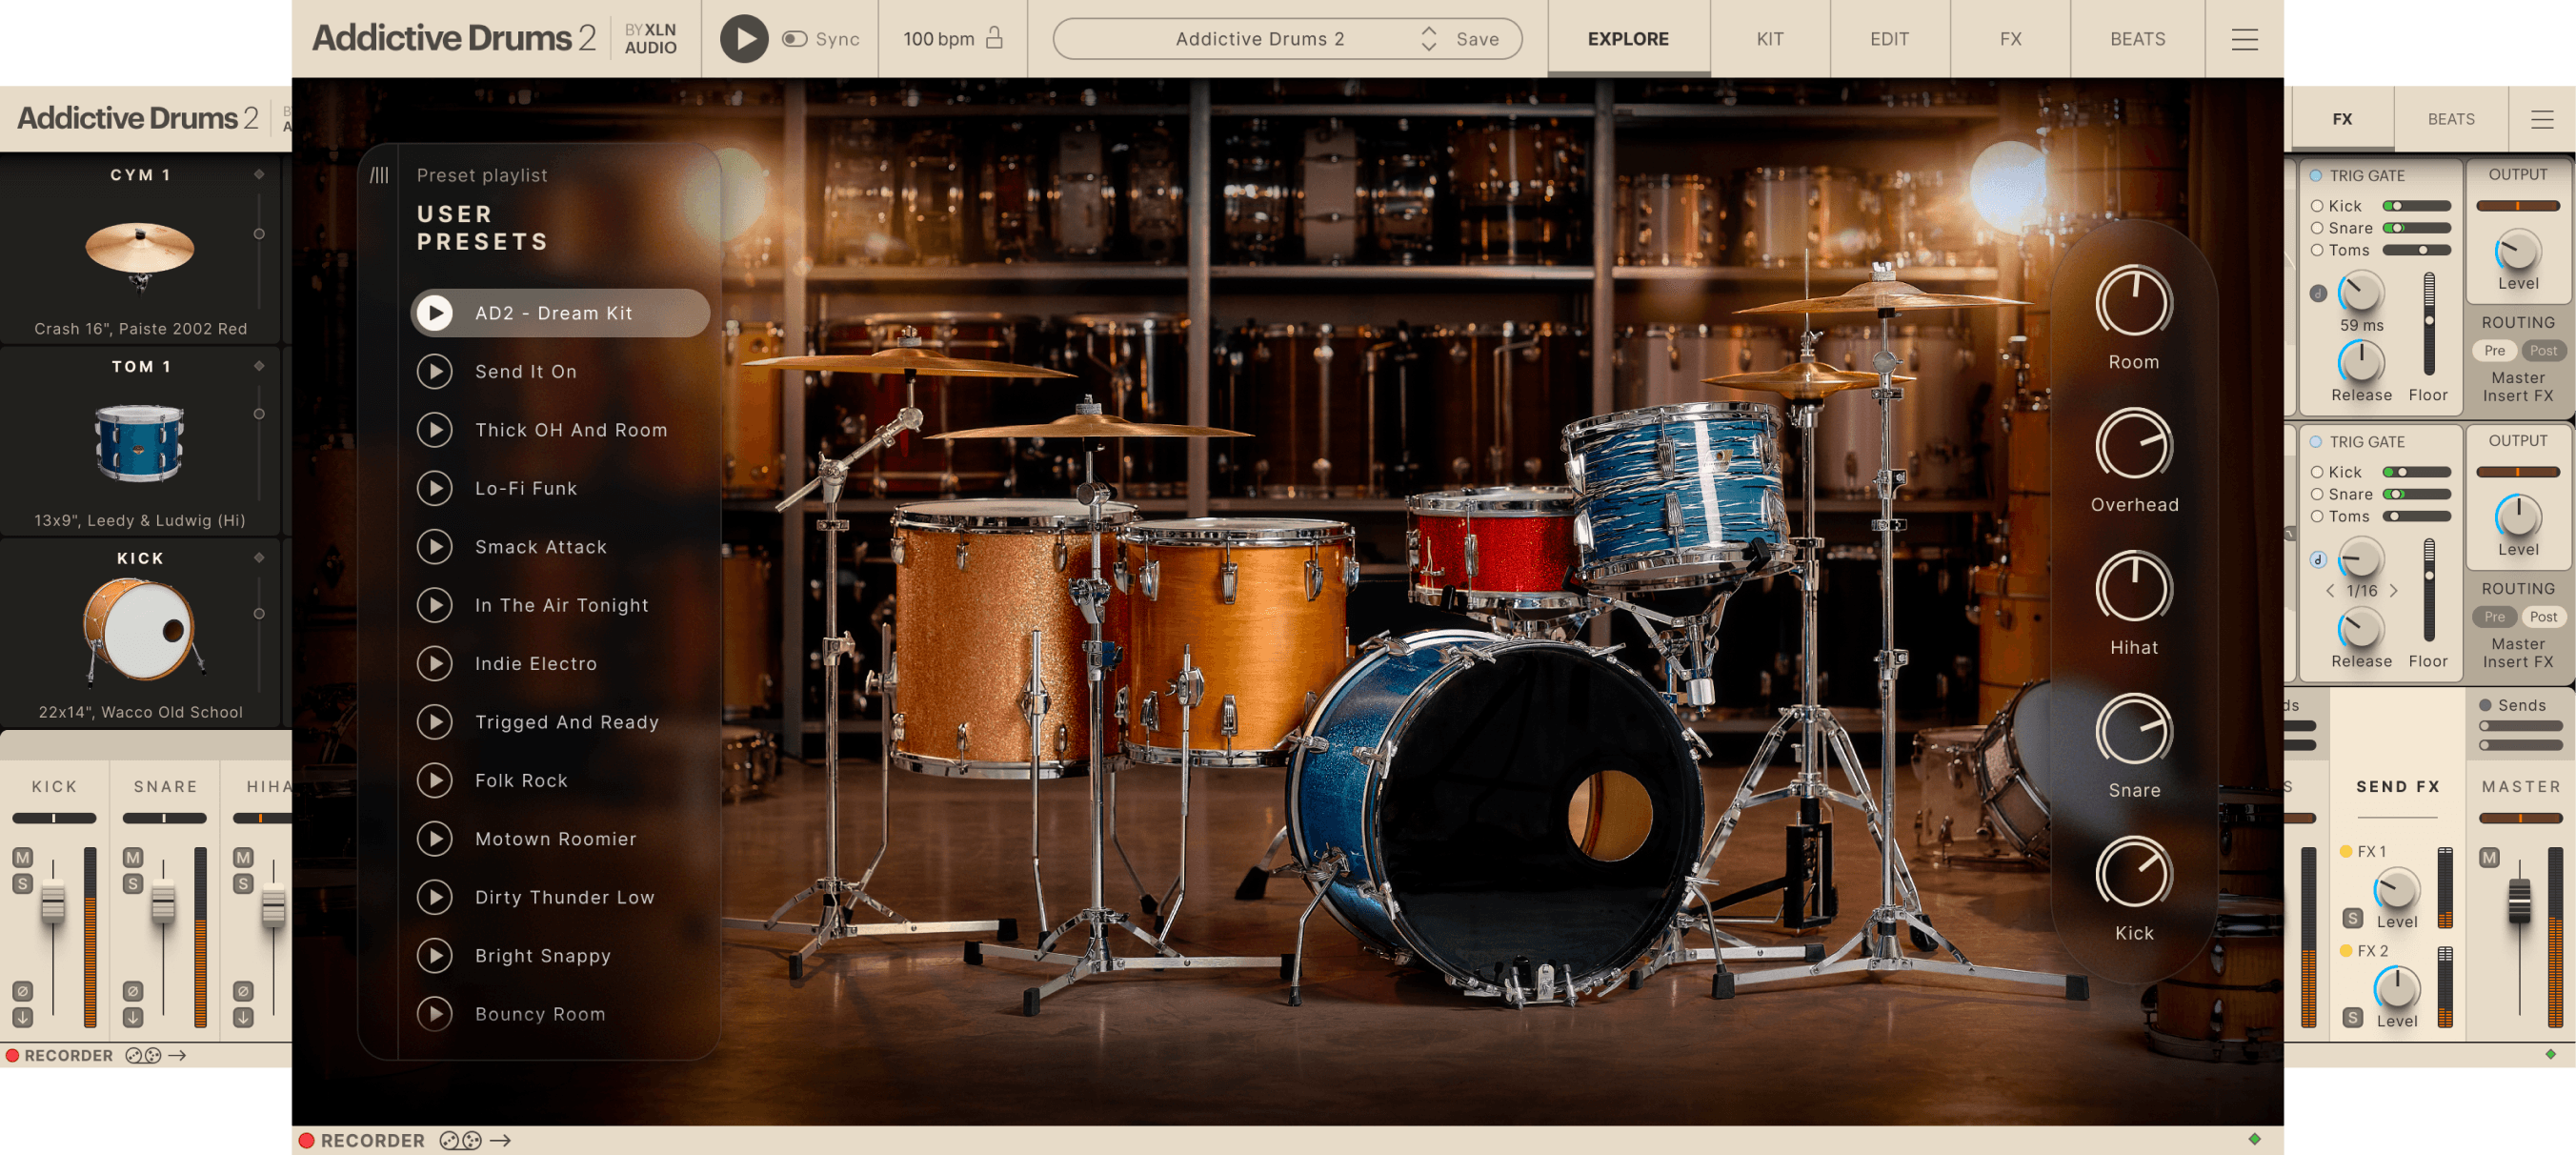 Addictive Drums 2
BY XLN
AUDIO
Sync
100 bpm
Addictive Drums 2
Save
EXPLORE
KIT
EDIT
FX
BEATS
Preset playlist
USER
PRESETS
AD2 - Dream Kit
Send It On
Thick OH And Room
Lo-Fi Funk
Smack Attack
In The Air Tonight
Indie Electro
Trigged And Ready
Folk Rock
Motown Roomier
Dirty Thunder Low
Bright Snappy
Bouncy Room
Room
Overhead
Hihat
Snare
Kick
RECORDER
Addictive Drums 2
CYM 1
Crash 16", Paiste 2002 Red
TOM 1
13x9", Leedy & Ludwig (Hi)
KICK
22x14", Wacco Old School
KICK
SNARE
HIHA
M
M
M
S
S
S
RECORDER
FX
BEATS
TRIG GATE
OUTPUT
Kick
Snare
Toms
Level
59 ms
ROUTING
Pre
Post
Release
Floor
Master
Insert FX
TRIG GATE
OUTPUT
Kick
Snare
Toms
Level
1/16
ROUTING
Pre
Post
Release
Floor
Master
Insert FX
ds
Sends
S
SEND FX
MASTER
FX 1
M
S
Level
FX 2
S
Level